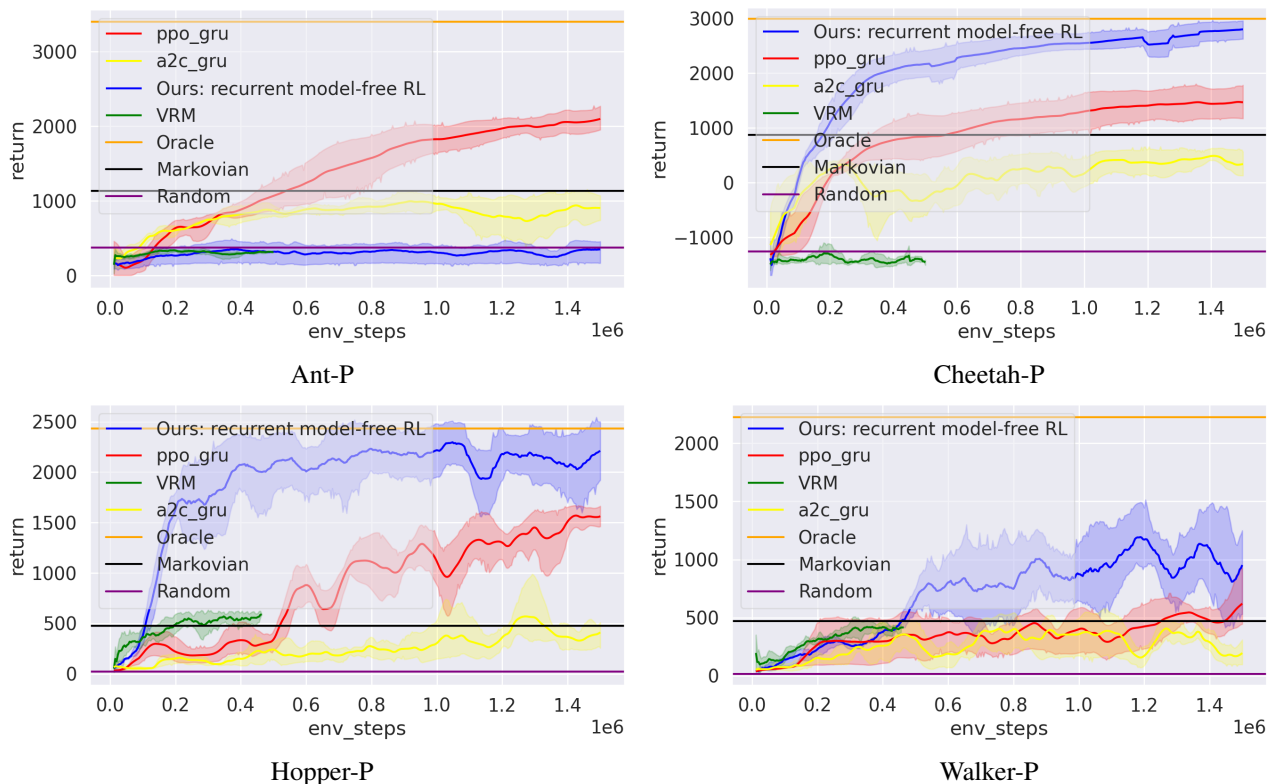 ppo_gru
a2c_gru
Ours: recurrent model-free RL
VRM
Oracle
Markovian
Random
return
3000
2000
1000
0
0.0 0.2 0.4 0.6 0.8 1.0 1.2 1.4
1e6
env_steps
Ant-P
Ours: recurrent model-free RL
ppo_gru
a2c_gru
VRM
Oracle
Markovian
Random
return
3000
2000
1000
0
−1000
0.0 0.2 0.4 0.6 0.8 1.0 1.2 1.4
1e6
env_steps
Cheetah-P
Ours: recurrent model-free RL
ppo_gru
VRM
a2c_gru
Oracle
Markovian
Random
return
2500
2000
1500
1000
500
0
0.0 0.2 0.4 0.6 0.8 1.0 1.2 1.4
1e6
env_steps
Hopper-P
Ours: recurrent model-free RL
ppo_gru
VRM
a2c_gru
Oracle
Markovian
Random
return
2000
1500
1000
500
0
0.0 0.2 0.4 0.6 0.8 1.0 1.2 1.4
1e6
env_steps
Walker-P